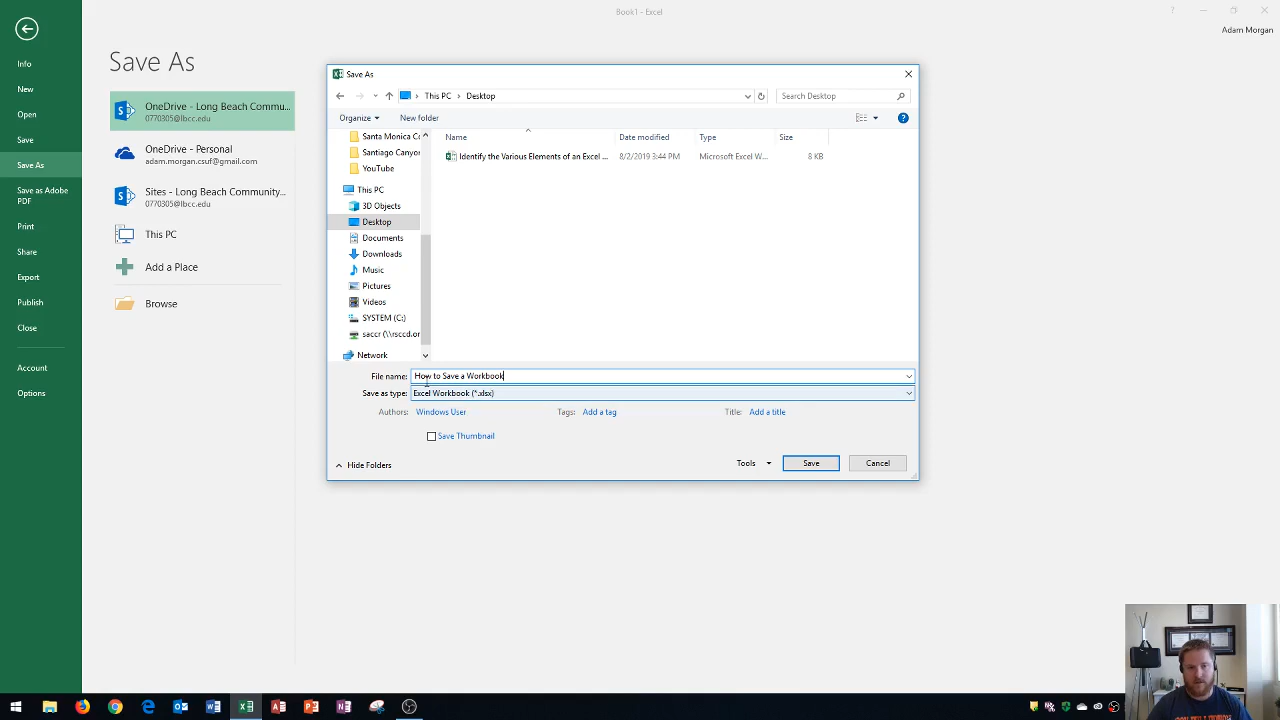 Book1 - Excel
Adam Morgan
Info
New
Open
Save
Save As
Save as Adobe
PDF
Print
Share
Export
Publish
Close
Account
Options
Save As
OneDrive - Long Beach Commu...
0770305@lbcc.edu
OneDrive - Personal
adam.morgan.csuf@gmail.com
Sites - Long Beach Community...
0770305@lbcc.edu
This PC
Add a Place
Browse
Save As
This PC > Desktop
Search Desktop
Organize
New folder
Santa Monica Co
Santiago Canyon
YouTube
This PC
3D Objects
Desktop
Documents
Downloads
Music
Pictures
Videos
SYSTEM (C:)
saccr (\\rsccd.or
Network
Name Date modified Type Size
Identify the Various Elements of an Excel ... 8/2/2019 3:44 PM Microsoft Excel W... 8 KB
File name: How to Save a Workbook
Save as type: Excel Workbook (*.xlsx)
Authors: Windows User Tags: Add a tag Title: Add a title
Save Thumbnail
Hide Folders
Tools Save Cancel